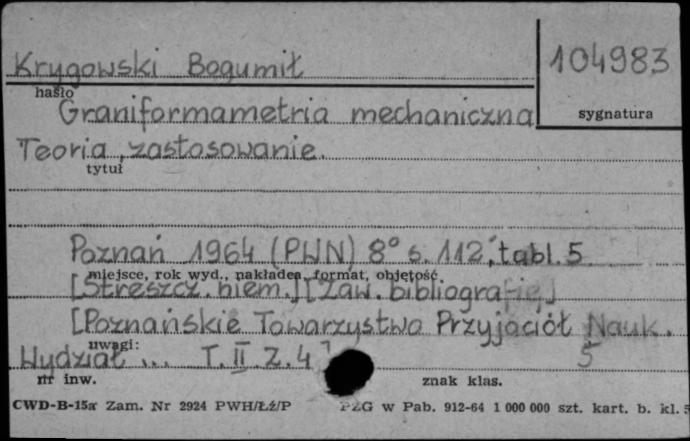 Krygowski Bogumił
104983
hasło
Graniformametria mechaniczna
sygnatura
Teoria, zastosowanie.
tytuł
Poznań 1964 (PWN) 8° s. 112, tabl. 5
miejsce, rok wyd., nakładca, format, objętość
[Streszcz. niem.] [Zaw. bibliografię]
[Poznańskie Towarzystwo Przyjaciół Nauk.
uwagi:
Wydział ... T. II Z. 4]
5
nr inw.
znak klas.
CWD-B-15a Zam. Nr 2924 PWH/Łź/P
PZG w Pab. 912-64 1 000 000 szt. kart. b. kl. 5